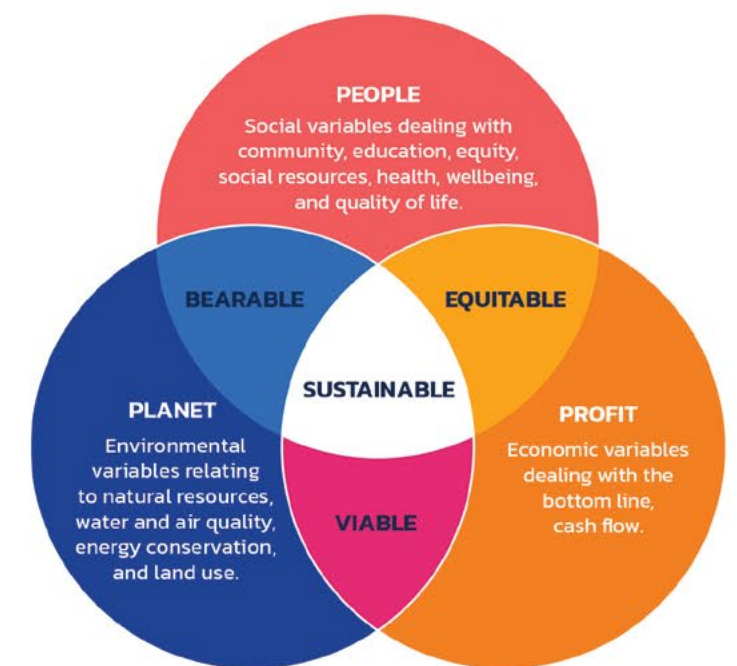 PEOPLE
Social variables dealing with
community, education, equity,
social resources, health, wellbeing,
and quality of life.
BEARABLE
EQUITABLE
SUSTAINABLE
PLANET
Environmental
variables relating
to natural resources,
water and air quality,
energy conservation,
and land use.
PROFIT
Economic variables
dealing with the
bottom line,
cash flow.
VIABLE